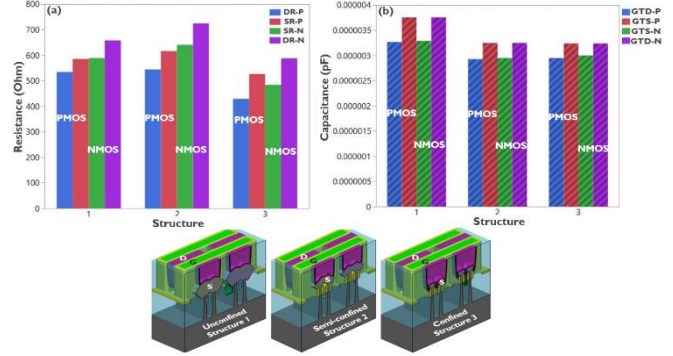 (a)
DR-P
SR-P
SR-N
DR-N
800
700
600
500
400
300
200
100
0
Resistance (Ohm)
PMOS
NMOS
PMOS
NMOS
PMOS
NMOS
1
2
3
Structure
(b)
GTD-P
GTS-P
GTS-N
GTD-N
0.000004
0.0000035
0.000003
0.0000025
0.000002
0.0000015
0.000001
0.0000005
0
Capacitance (pF)
PMOS
NMOS
PMOS
NMOS
PMOS
NMOS
1
2
3
Structure
D
G
S
Unconfined
Structure 1
D
G
S
Semi-confined
Structure 2
D
G
S
Confined
Structure 3